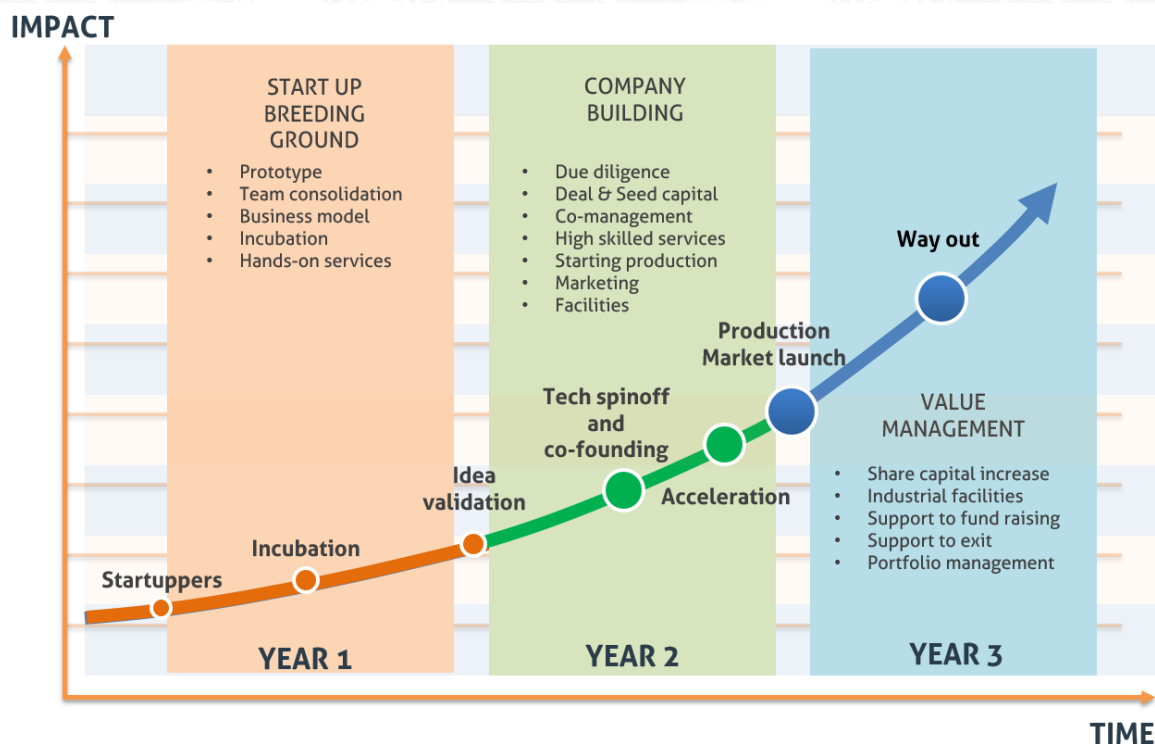 IMPACT
START UP
BREEDING
GROUND
• Prototype
• Team consolidation
• Business model
• Incubation
• Hands-on services
COMPANY
BUILDING
• Due diligence
• Deal & Seed capital
• Co-management
• High skilled services
• Starting production
• Marketing
• Facilities
Way out
Production
Market launch
Tech spinoff
and
co-founding
VALUE
MANAGEMENT
• Share capital increase
• Industrial facilities
• Support to fund raising
• Support to exit
• Portfolio management
Idea
validation
Acceleration
Incubation
Startuppers
YEAR 1
YEAR 2
YEAR 3
TIME